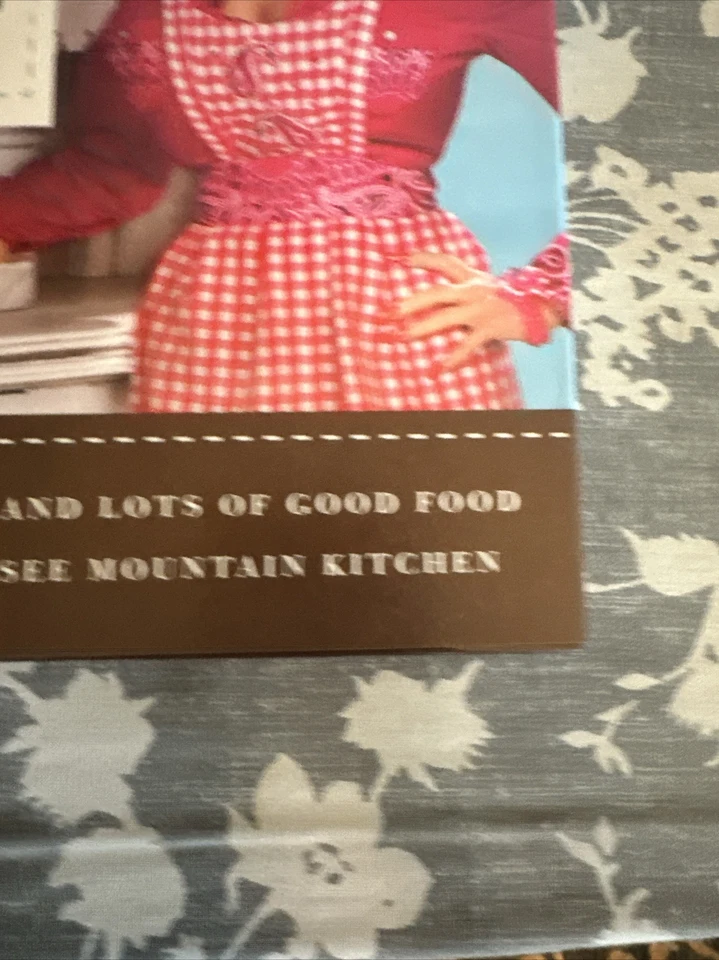 AND LOTS OF GOOD FOOD
SEE MOUNTAIN KITCHEN